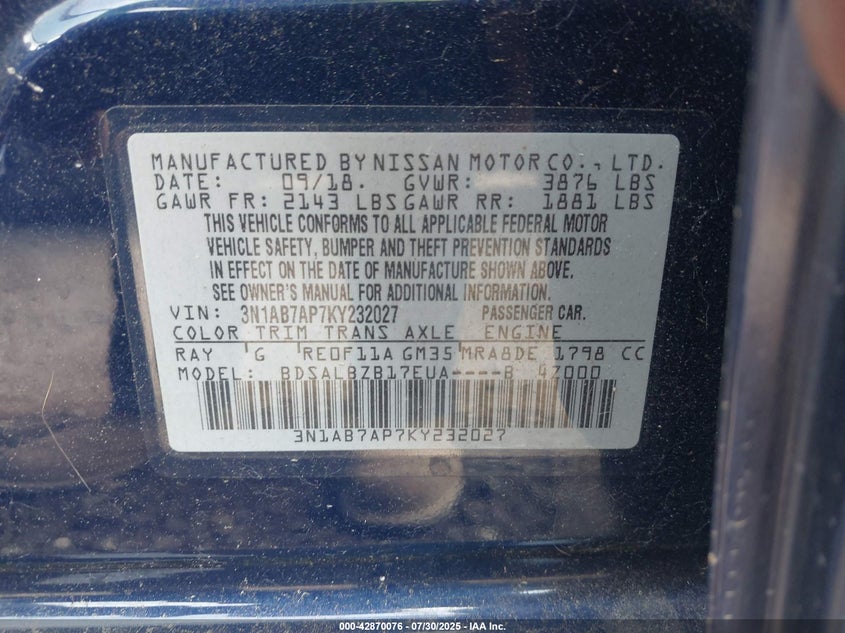 MANUFACTURED BY NISSAN MOTOR CO., LTD.
DATE: 09/18. GVWR: 3876 LBS
GAWR FR: 2143 LBS GAWR RR: 1881 LBS
THIS VEHICLE CONFORMS TO ALL APPLICABLE FEDERAL MOTOR
VEHICLE SAFETY, BUMPER AND THEFT PREVENTION STANDARDS
IN EFFECT ON THE DATE OF MANUFACTURE SHOWN ABOVE.
SEE OWNER'S MANUAL FOR ADDITIONAL INFORMATION.
VIN: 3N1AB7AP7KY232027 PASSENGER CAR.
COLOR TRIM TRANS AXLE ENGINE
RAY G RE0F11A GM35 MRA8DE 1798 CC
MODEL: BDSALBZB17EUA----B 47000
3N1AB7AP7KY232027
000-42870076 - 07/30/2025 - IAA Inc.